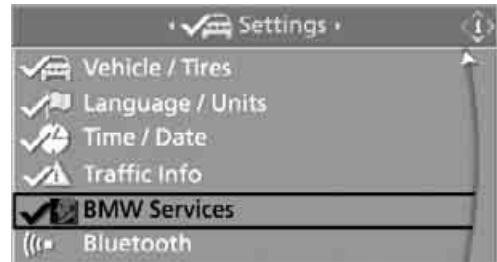 Settings
i
Vehicle / Tires
Language / Units
Time / Date
Traffic Info
BMW Services
Bluetooth